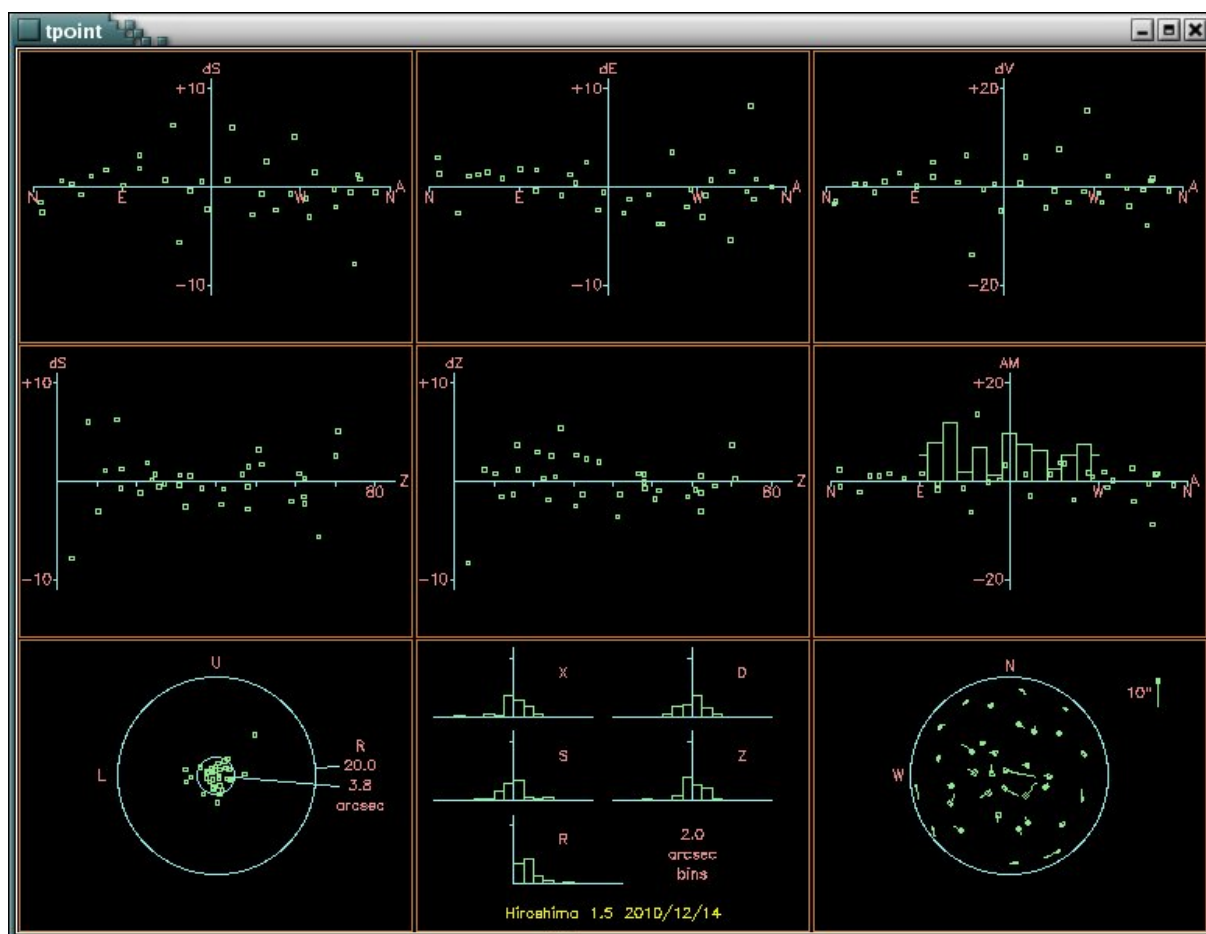 tpoint
dS
+10
N E W N A
-10
dE
+10
N E W N A
-10
dV
+20
N E W N A
-20
dS
+10
80 Z
-10
dZ
+10
80 Z
-10
AM
+20
N E W N A
-20
U
L
R
20.0
3.8
arcsec
X
D
S
Z
R
2.0
arcsec
bins
Hiroshima 1.5 2010/12/14
N
10"
W